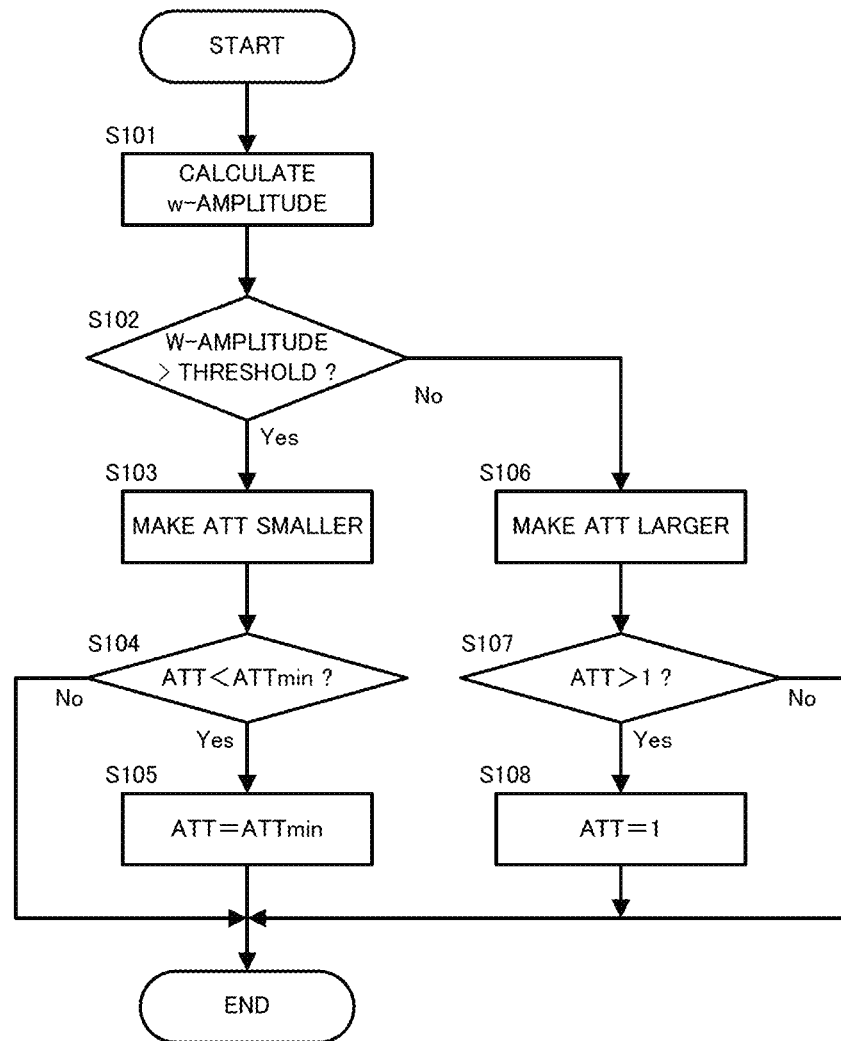 START
S101
CALCULATE
w-AMPLITUDE
S102
W-AMPLITUDE
> THRESHOLD ?
No
Yes
S103
MAKE ATT SMALLER
S106
MAKE ATT LARGER
S104
ATT<ATTmin ?
No
Yes
S107
ATT>1 ?
No
Yes
S105
ATT=ATTmin
S108
ATT=1
END